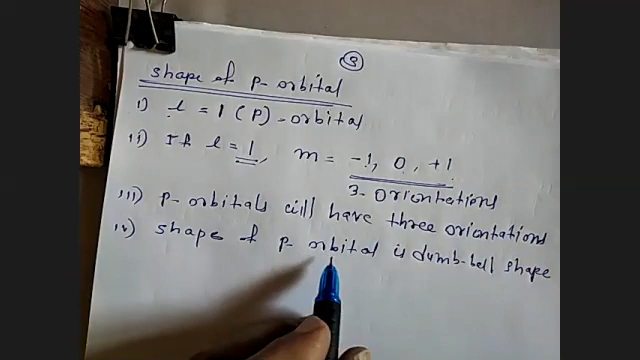 3
shape of p-orbital
i) l = 1 (p)-orbital
ii) If l = 1, m = -1, 0, +1
3-Orientations
iii) p-orbitals will have three orientations
iv) shape of p-orbital is dumb-bell shape